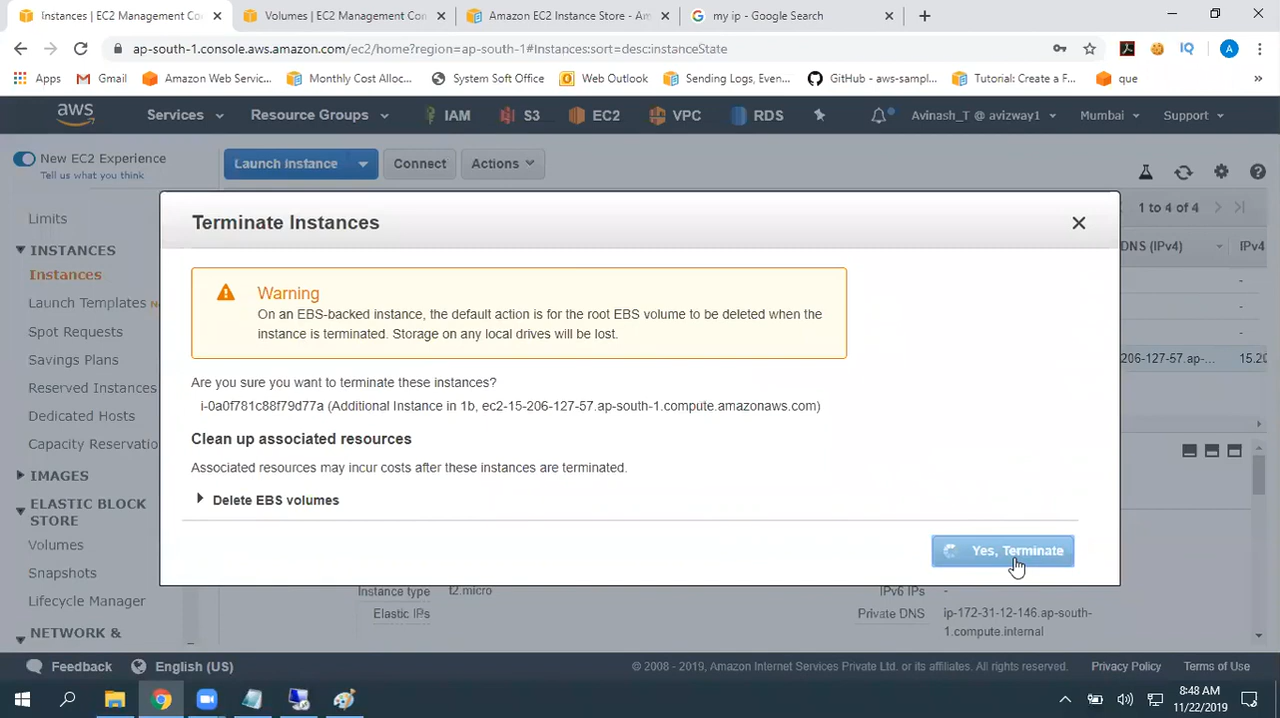 Instances | EC2 Management Co
Volumes | EC2 Management Con
Amazon EC2 Instance Store - Am
my ip - Google Search
ap-south-1.console.aws.amazon.com/ec2/home?region=ap-south-1#Instances:sort=desc:instanceState
A
Apps
Gmail
Amazon Web Servic...
Monthly Cost Alloc...
System Soft Office
Web Outlook
Sending Logs, Even...
GitHub - aws-sampl...
Tutorial: Create a F...
que
aws
Services
Resource Groups
IAM
S3
EC2
VPC
RDS
Avinash_T @ avizway1
Mumbai
Support
New EC2 Experience
Tell us what you think
Launch Instance
Connect
Actions
1 to 4 of 4
DNS (IPv4)
IPv4
-
-
-
206-127-57.ap-...
15.20
Limits
INSTANCES
Instances
Launch Templates
Spot Requests
Savings Plans
Reserved Instances
Dedicated Hosts
Capacity Reservatio
IMAGES
ELASTIC BLOCK
STORE
Volumes
Snapshots
Lifecycle Manager
NETWORK &
Terminate Instances
Warning
On an EBS-backed instance, the default action is for the root EBS volume to be deleted when the
instance is terminated. Storage on any local drives will be lost.
Are you sure you want to terminate these instances?
i-0a0f781c88f79d77a (Additional Instance in 1b, ec2-15-206-127-57.ap-south-1.compute.amazonaws.com)
Clean up associated resources
Associated resources may incur costs after these instances are terminated.
Delete EBS volumes
Yes, Terminate
Instance type
t2.micro
IPv6 IPs
-
Elastic IPs
Private DNS
ip-172-31-12-146.ap-south-
1.compute.internal
Feedback
English (US)
© 2008 - 2019, Amazon Internet Services Private Ltd. or its affiliates. All rights reserved.
Privacy Policy
Terms of Use
8:48 AM
11/22/2019